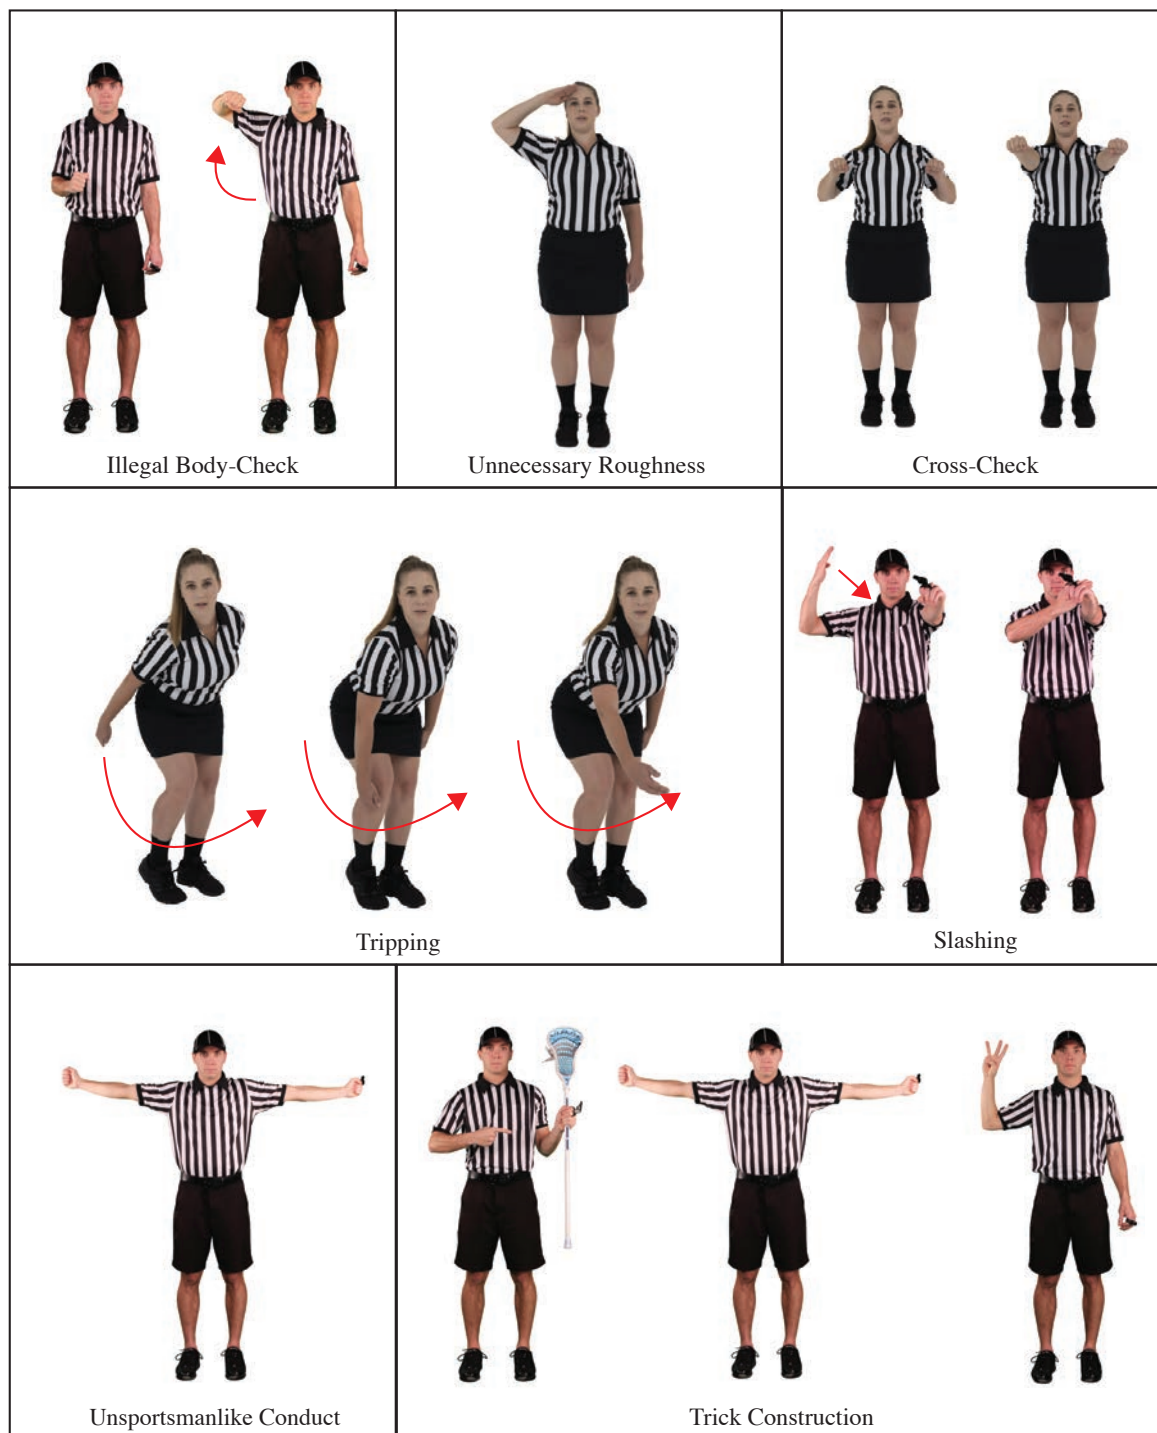 Illegal Body-Check
Unnecessary Roughness
Cross-Check
Tripping
Slashing
Unsportsmanlike Conduct
Trick Construction